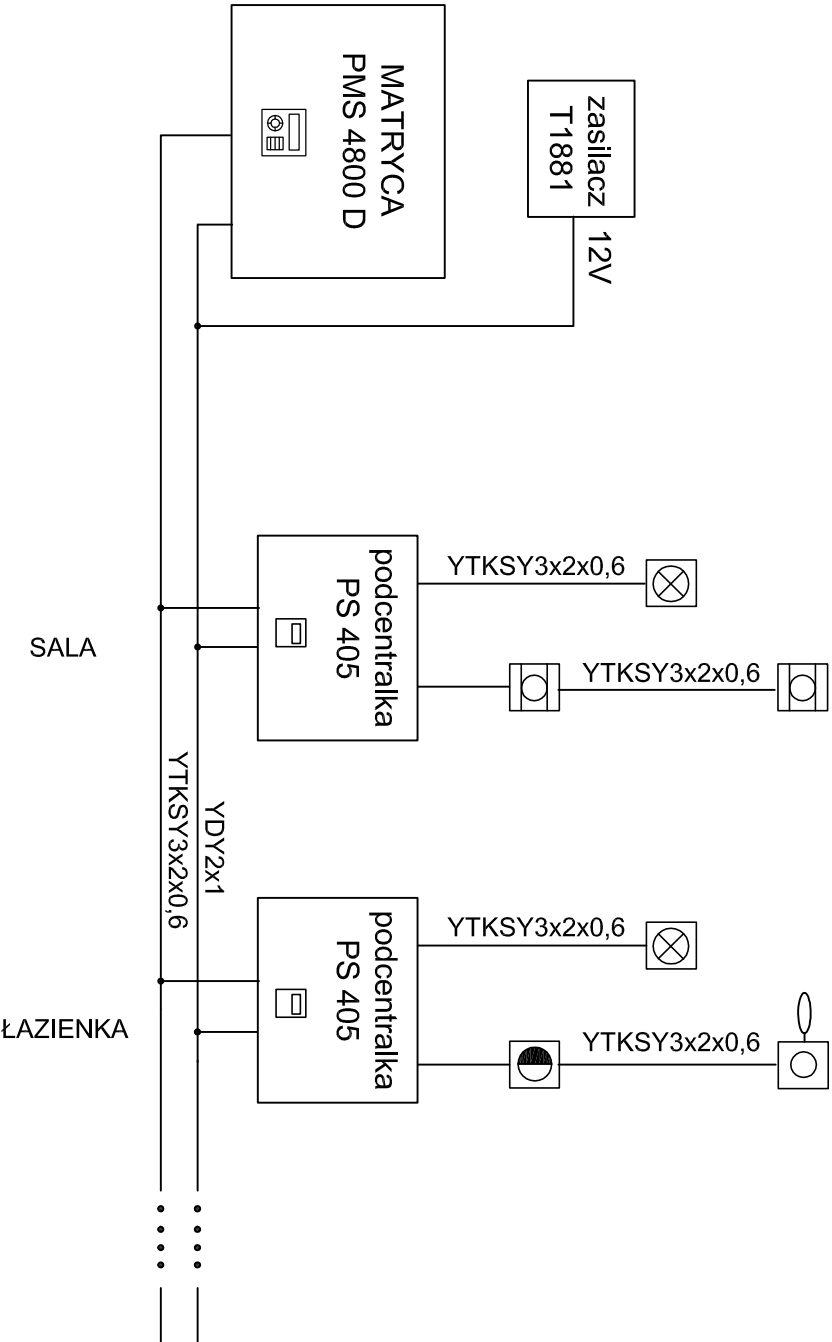 MATRYCA
PMS 4800 D
zasilacz
T1881
12V
podcentralka
PS 405
YTKSY3x2x0,6
YTKSY3x2x0,6
SALA
YDY2x1
YTKSY3x2x0,6
podcentralka
PS 405
YTKSY3x2x0,6
YTKSY3x2x0,6
ŁAZIENKA